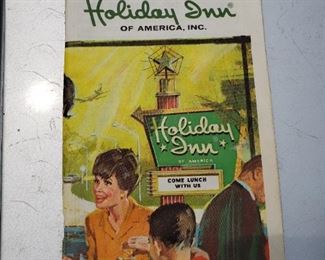 Holiday Inn®
OF AMERICA, INC.
Holiday
Inn
OF AMERICA
COME LUNCH
WITH US